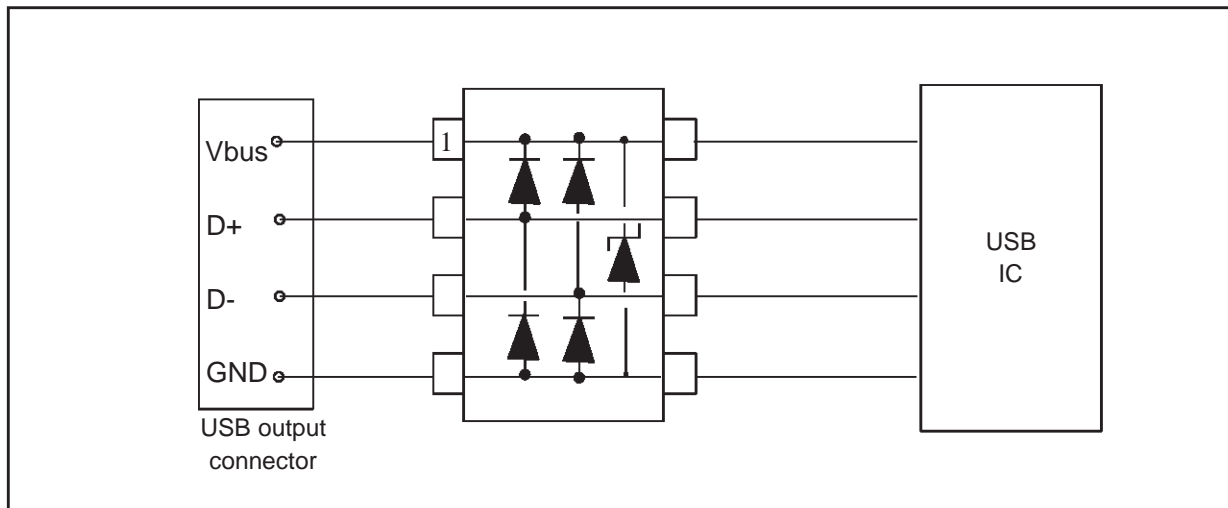 Vbus
1
D+
D-
GND
USB output
connector
USB
IC